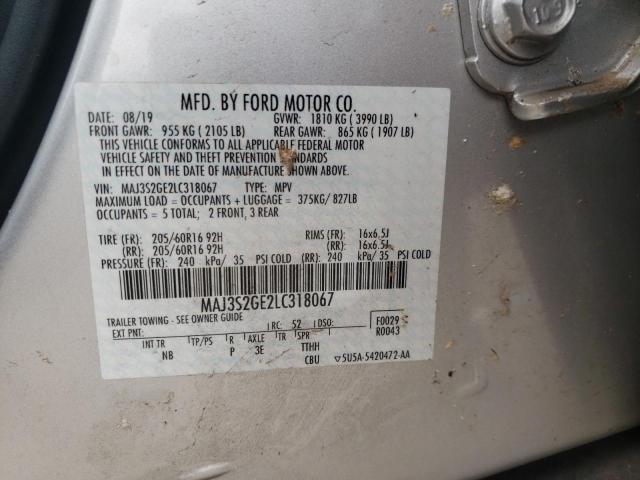 MFD. BY FORD MOTOR CO.
DATE: 08/19 GVWR: 1810 KG ( 3990 LB)
FRONT GAWR: 955 KG ( 2105 LB) REAR GAWR: 865 KG ( 1907 LB)
THIS VEHICLE CONFORMS TO ALL APPLICABLE FEDERAL MOTOR
VEHICLE SAFETY AND THEFT PREVENTION STANDARDS
IN EFFECT ON THE DATE OF MANUFACTURE SHOWN ABOVE.
VIN: MAJ3S2GE2LC318067 TYPE: MPV
MAXIMUM LOAD = OCCUPANTS + LUGGAGE = 375KG/ 827LB
OCCUPANTS = 5 TOTAL; 2 FRONT, 3 REAR
TIRE (FR): 205/60R16 92H RIMS (FR): 16x6.5J
(RR): 205/60R16 92H (RR): 16x6.5J
PRESSURE (FR): 240 kPa/ 35 PSI COLD (RR): 240 kPa/ 35 PSI COLD
MAJ3S2GE2LC318067
TRAILER TOWING - SEE OWNER GUIDE
EXT PNT: RC: 52 DSO: F0029
R0043
INT TR TP/PS R AXLE TR SPR
NB P 3E TTHH
CBU ▽5U5A-5420472-AA